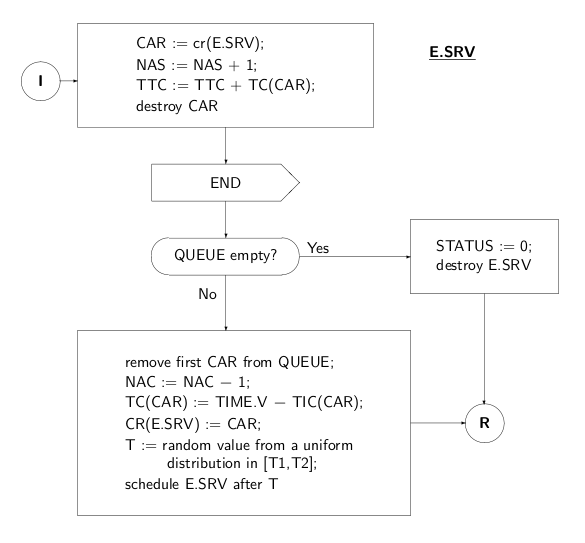 E.SRV
I
CAR := cr(E.SRV);
NAS := NAS + 1;
TTC := TTC + TC(CAR);
destroy CAR
END
QUEUE empty?
Yes
STATUS := 0;
destroy E.SRV
No
remove first CAR from QUEUE;
NAC := NAC − 1;
TC(CAR) := TIME.V − TIC(CAR);
CR(E.SRV) := CAR;
T := random value from a uniform
distribution in [T1,T2];
schedule E.SRV after T
R